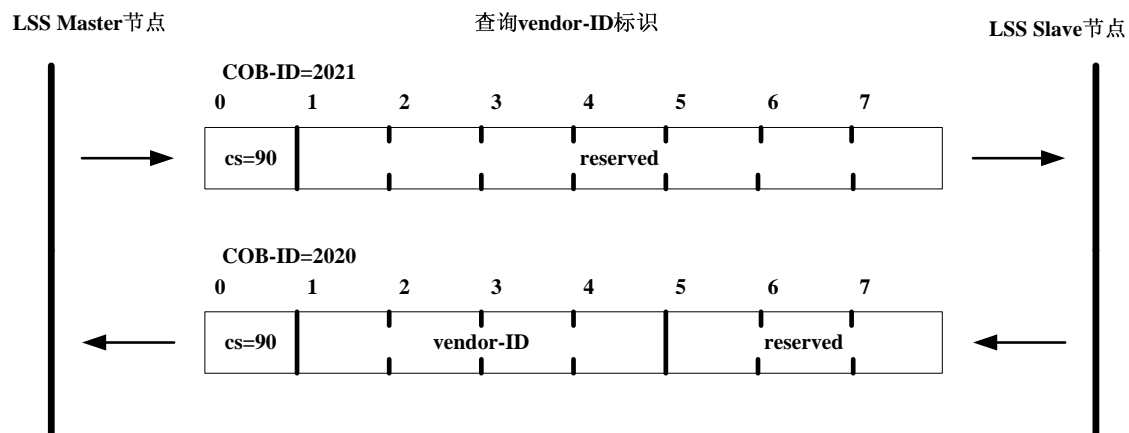 LSS Master节点
查询vendor-ID标识
LSS Slave节点
COB-ID=2021
0 1 2 3 4 5 6 7
cs=90 reserved
COB-ID=2020
0 1 2 3 4 5 6 7
cs=90 vendor-ID reserved